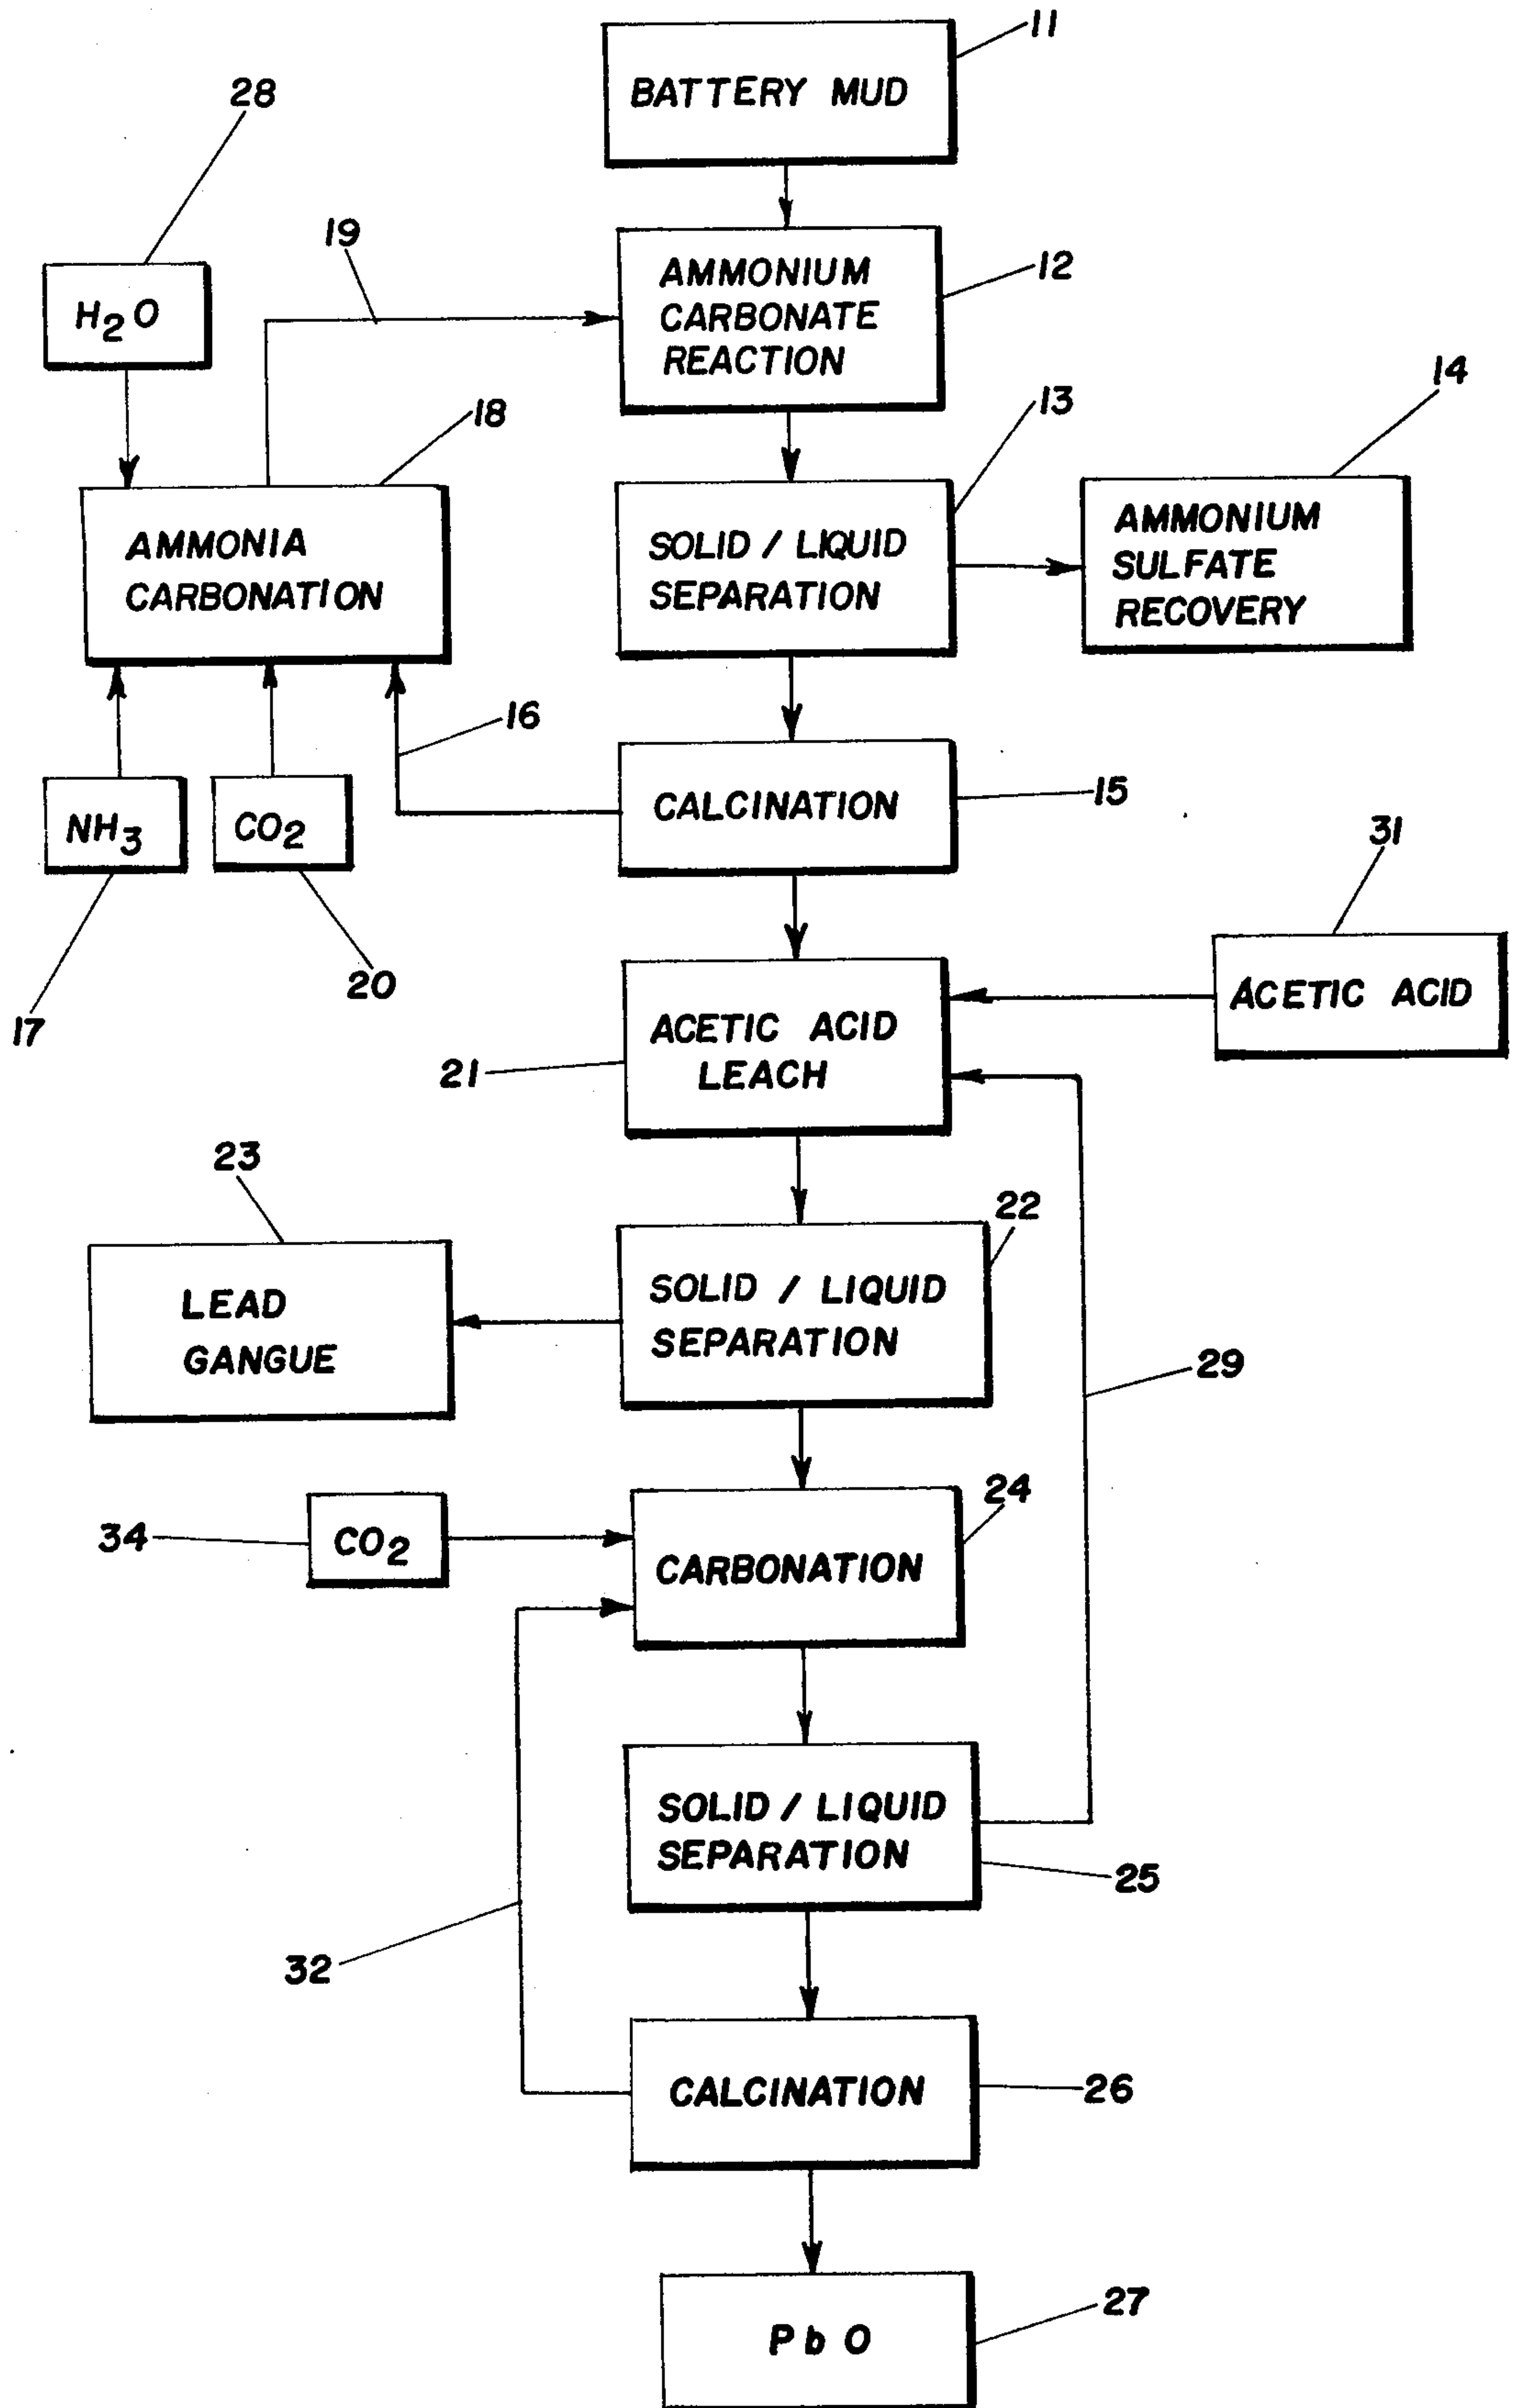 11
BATTERY MUD
28
19
H₂O
AMMONIUM
CARBONATE
REACTION
12
18
13
14
AMMONIA
CARBONATION
SOLID / LIQUID
SEPARATION
AMMONIUM
SULFATE
RECOVERY
16
NH₃
CO₂
CALCINATION
15
31
17
20
ACETIC ACID
LEACH
ACETIC ACID
21
23
22
LEAD
GANGUE
SOLID / LIQUID
SEPARATION
29
34
CO₂
CARBONATION
24
SOLID / LIQUID
SEPARATION
25
32
CALCINATION
26
PbO
27